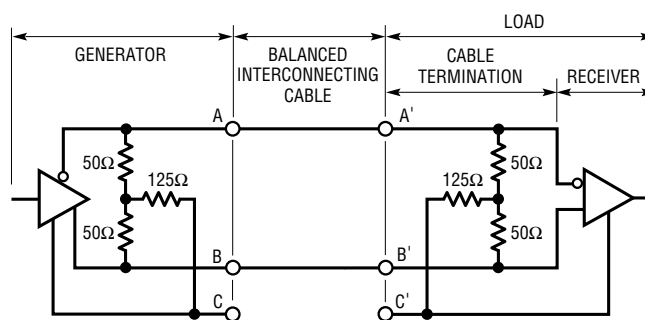 LOAD
GENERATOR
BALANCED
INTERCONNECTING
CABLE
CABLE
TERMINATION
RECEIVER
A
A'
50Ω
125Ω
50Ω
50Ω
125Ω
50Ω
B
B'
C
C'